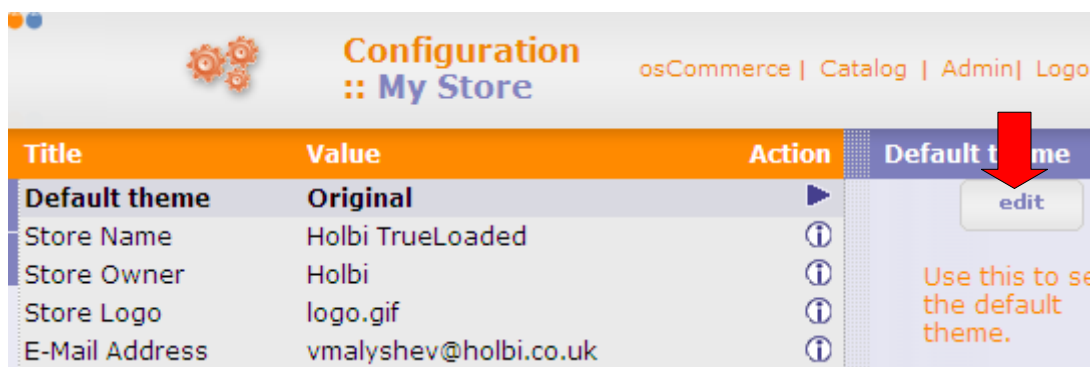 Configuration
:: My Store
osCommerce | Catalog | Admin| Logo
Title Value Action
Default theme Original
Store Name Holbi TrueLoaded
Store Owner Holbi
Store Logo logo.gif
E-Mail Address vmalyshev@holbi.co.uk
Default me
edit
Use this to se
the default
theme.